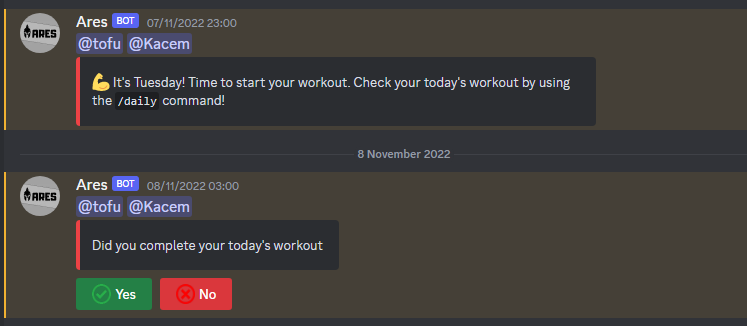 ARES
Ares BOT 07/11/2022 23:00
@tofu @Kacem
💪 It's Tuesday! Time to start your workout. Check your today's workout by using
the /daily command!
8 November 2022
ARES
Ares BOT 08/11/2022 03:00
@tofu @Kacem
Did you complete your today's workout
Yes No